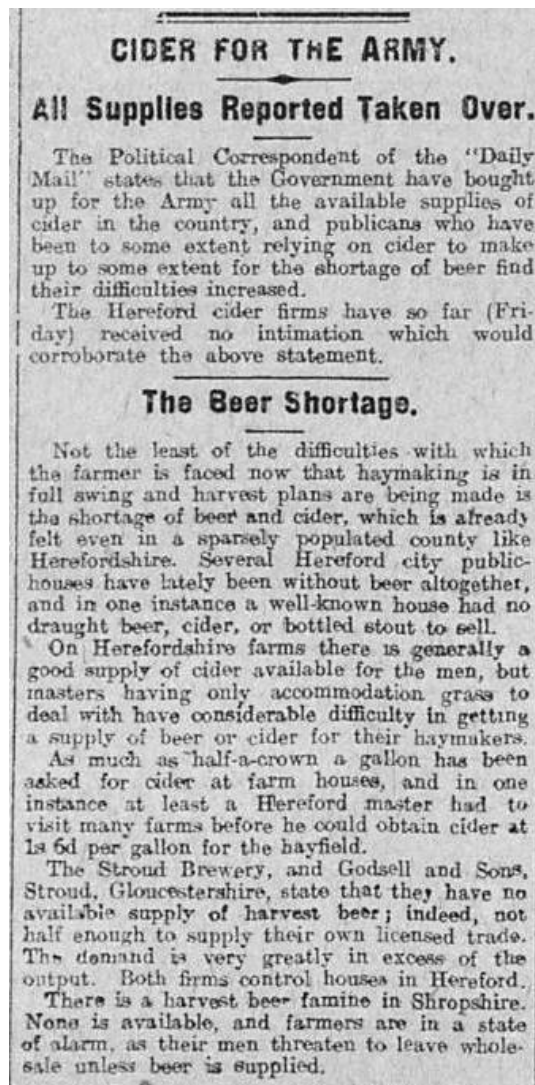 CIDER FOR THE ARMY.
All Supplies Reported Taken Over.
The Political Correspondent of the "Daily
Mail" states that the Government have bought
up for the Army all the available supplies of
cider in the country, and publicans who have
been to some extent relying on cider to make
up to some extent for the shortage of beer find
their difficulties increased.
The Hereford cider firms have so far (Fri-
day) received no intimation which would
corroborate the above statement.
The Beer Shortage.
Not the least of the difficulties with which
the farmer is faced now that haymaking is in
full swing and harvest plans are being made is
the shortage of beer and cider, which is already
felt even in a sparsely populated county like
Herefordshire. Several Hereford city public-
houses have lately been without beer altogether,
and in one instance a well-known house had no
draught beer, cider, or bottled stout to sell.
On Herefordshire farms there is generally a
good supply of cider available for the men, but
masters having only accommodation grass to
deal with have considerable difficulty in getting
a supply of beer or cider for their haymakers.
As much as half-a-crown a gallon has been
asked for cider at farm houses, and in one
instance at least a Hereford master had to
visit many farms before he could obtain cider at
1s 6d per gallon for the hayfield.
The Stroud Brewery, and Godsell and Sons,
Stroud, Gloucestershire, state that they have no
available supply of harvest beer; indeed, not
half enough to supply their own licensed trade.
The demand is very greatly in excess of the
output. Both firms control houses in Hereford.
There is a harvest beer famine in Shropshire.
None is available, and farmers are in a state
of alarm, as their men threaten to leave whole-
sale unless beer is supplied.